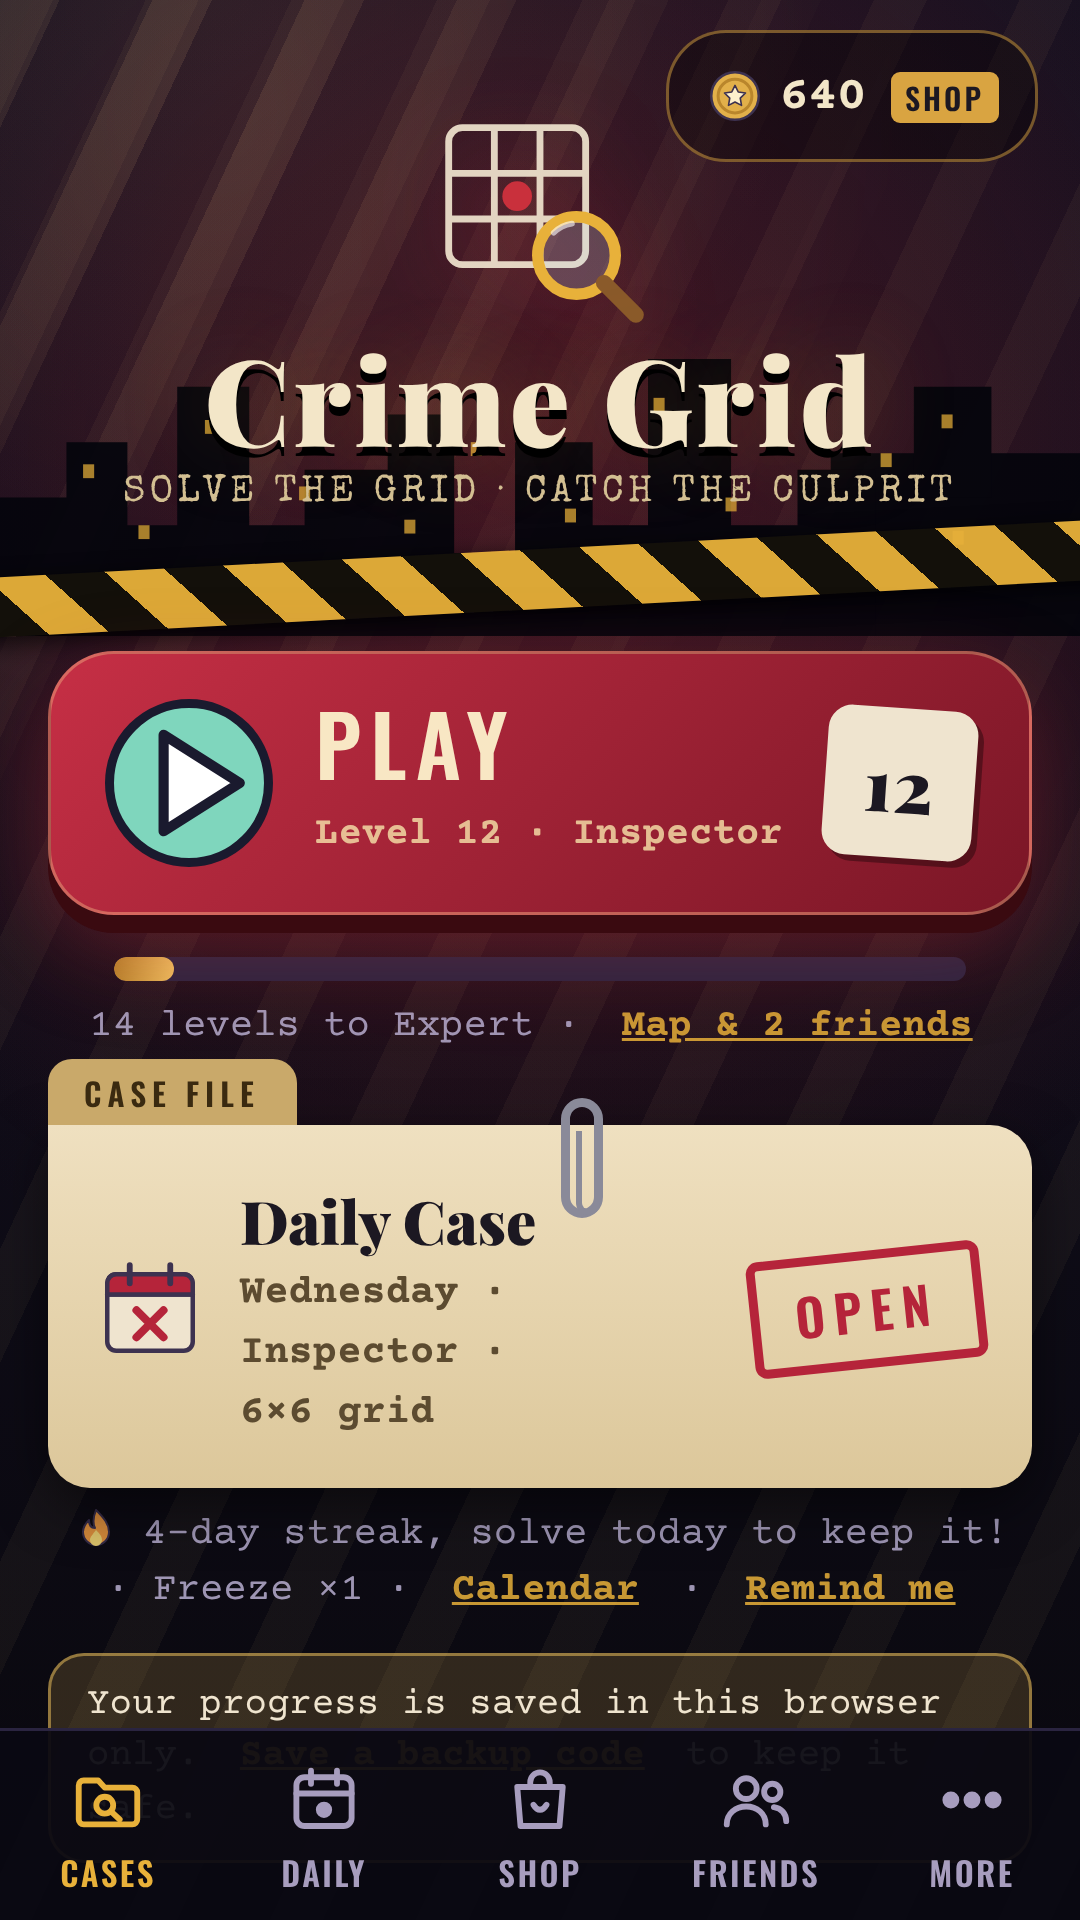 640 SHOP
Crime Grid
SOLVE THE GRID · CATCH THE CULPRIT
PLAY
Level 12 · Inspector
12
14 levels to Expert · Map & 2 friends
CASE FILE
Daily Case
Wednesday ·
Inspector ·
6×6 grid
OPEN
4-day streak, solve today to keep it!
· Freeze ×1 · Calendar · Remind me
Your progress is saved in this browser
only. Save a backup code to keep it
safe.
CASES DAILY SHOP FRIENDS MORE